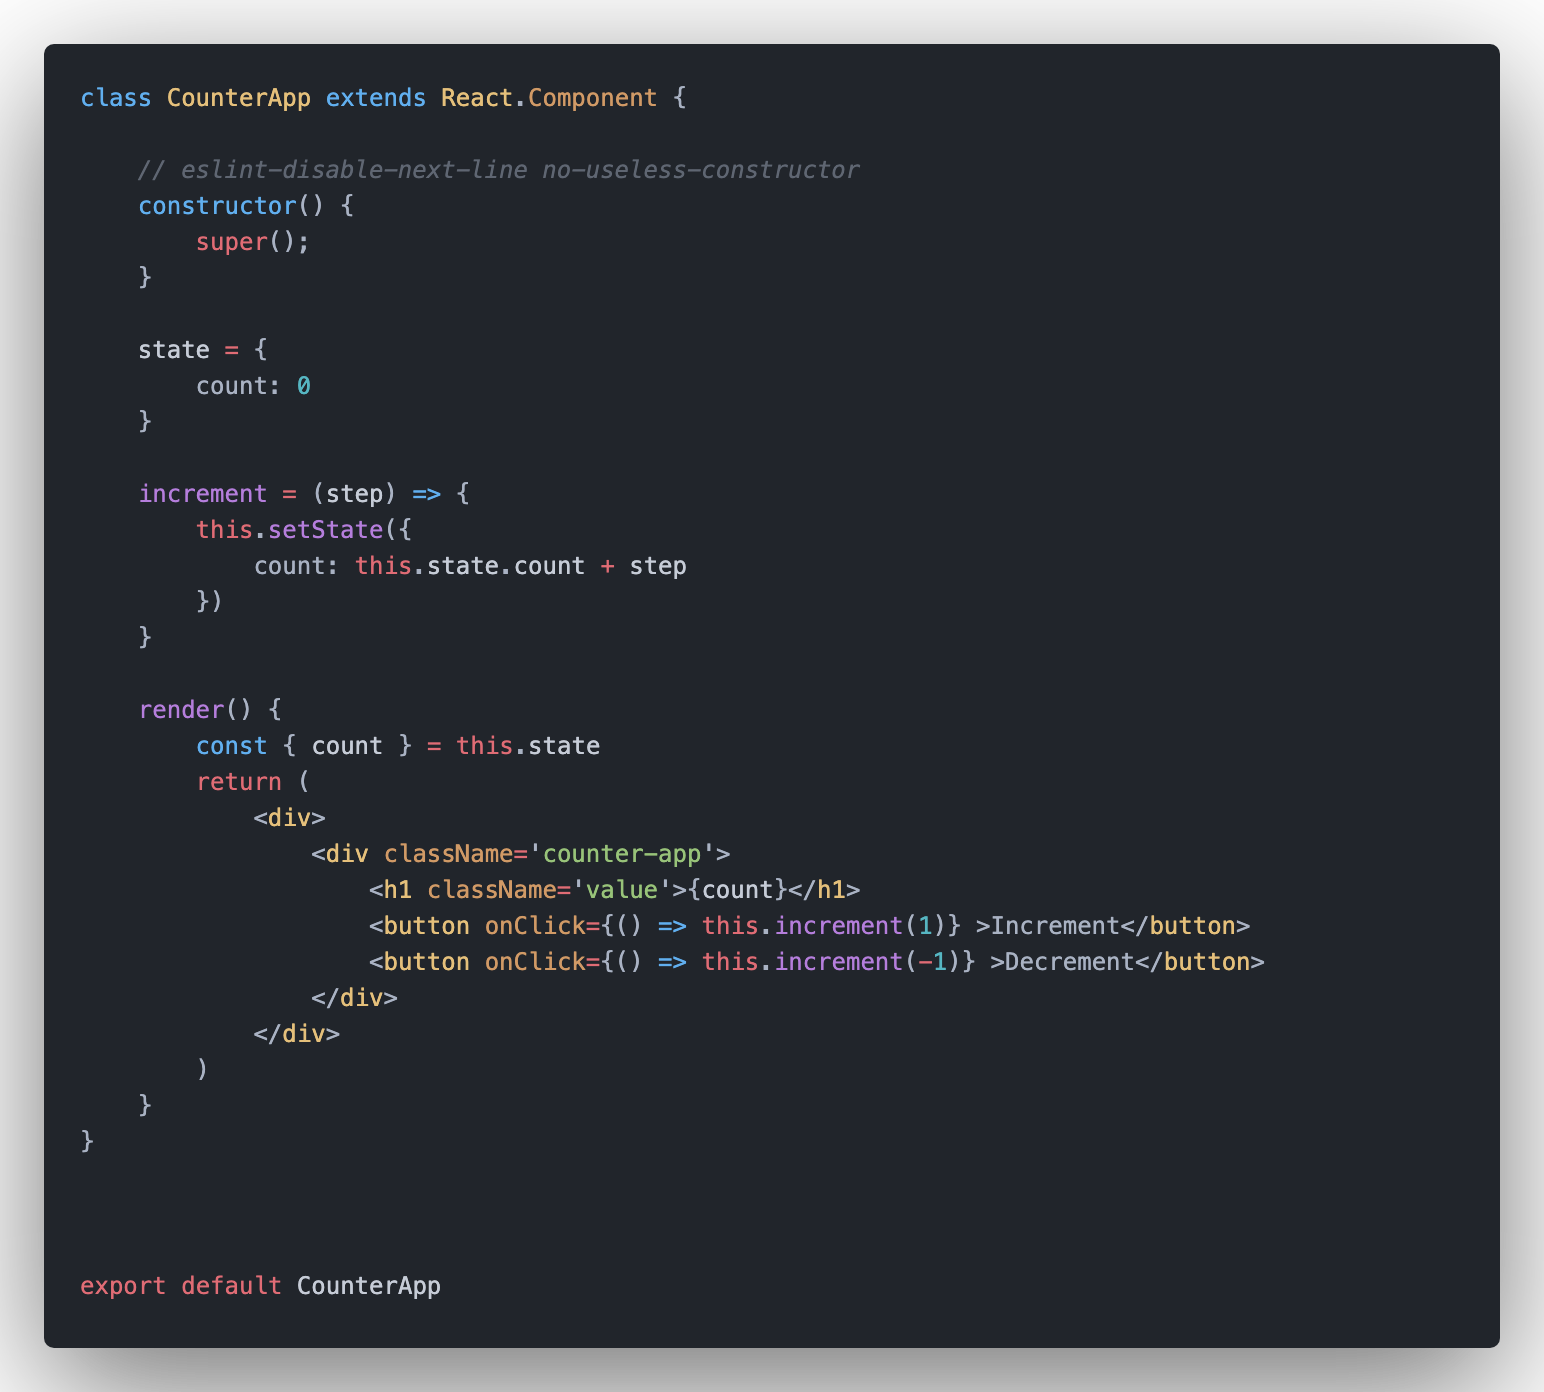 class CounterApp extends React.Component {
// eslint-disable-next-line no-useless-constructor
constructor() {
super();
}
state = {
count: 0
}
increment = (step) => {
this.setState({
count: this.state.count + step
})
}
render() {
const { count } = this.state
return (
<div>
<div className='counter-app'>
<h1 className='value'>{count}</h1>
<button onClick={() => this.increment(1)} >Increment</button>
<button onClick={() => this.increment(-1)} >Decrement</button>
</div>
</div>
)
}
}
export default CounterApp